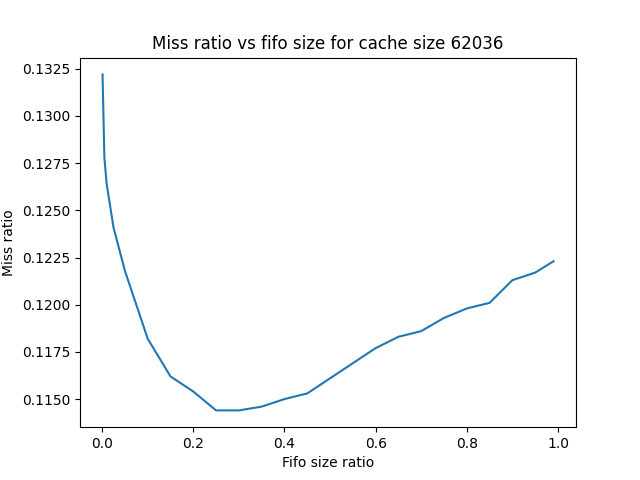 Miss ratio vs fifo size for cache size 62036
0.1325
0.1300
0.1275
0.1250
0.1225
0.1200
0.1175
0.1150
Miss ratio
0.0 0.2 0.4 0.6 0.8 1.0
Fifo size ratio